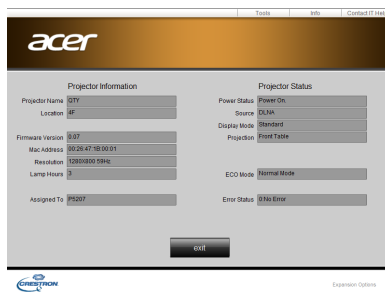 Tools Info Contact IT Hel
acer
Projector Information Projector Status
Projector Name QTY Power Status Power On.
Location 4F Source DLNA
Display Mode Standard
Firmware Version 0.07 Projection Front Table
Mac Address 00:26:47:1B:00:01
Resolution 1280X800 59Hz
Lamp Hours 3 ECO Mode Normal Mode
Assigned To P5207 Error Status 0:No Error
exit
CRESTRON Expansion Options